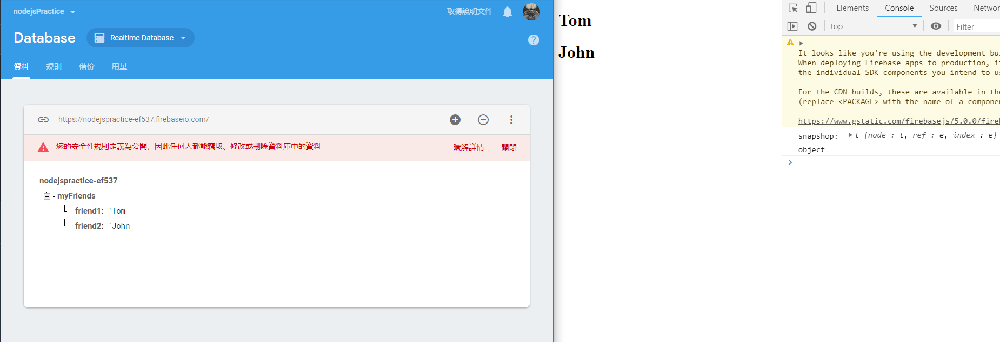 nodejsPractice
取得說明文件
Database
Realtime Database
?
資料 規則 備份 用量
https://nodejspractice-ef537.firebaseio.com/
您的安全性規則定義為公開，因此任何人都能竊取、修改或刪除資料庫中的資料
瞭解詳情 關閉
nodejspractice-ef537
myFriends
friend1: "Tom
friend2: "John
Tom
John
Elements Console Sources Networ
top Filter
It looks like you're using the development bui
When deploying Firebase apps to production, it
the individual SDK components you intend to us
For the CDN builds, these are available in the
(replace <PACKAGE> with the name of a componen
https://www.gstatic.com/firebasejs/5.0.0/fireb
snapshop: t {node_: t, ref_: e, index_: e}
object